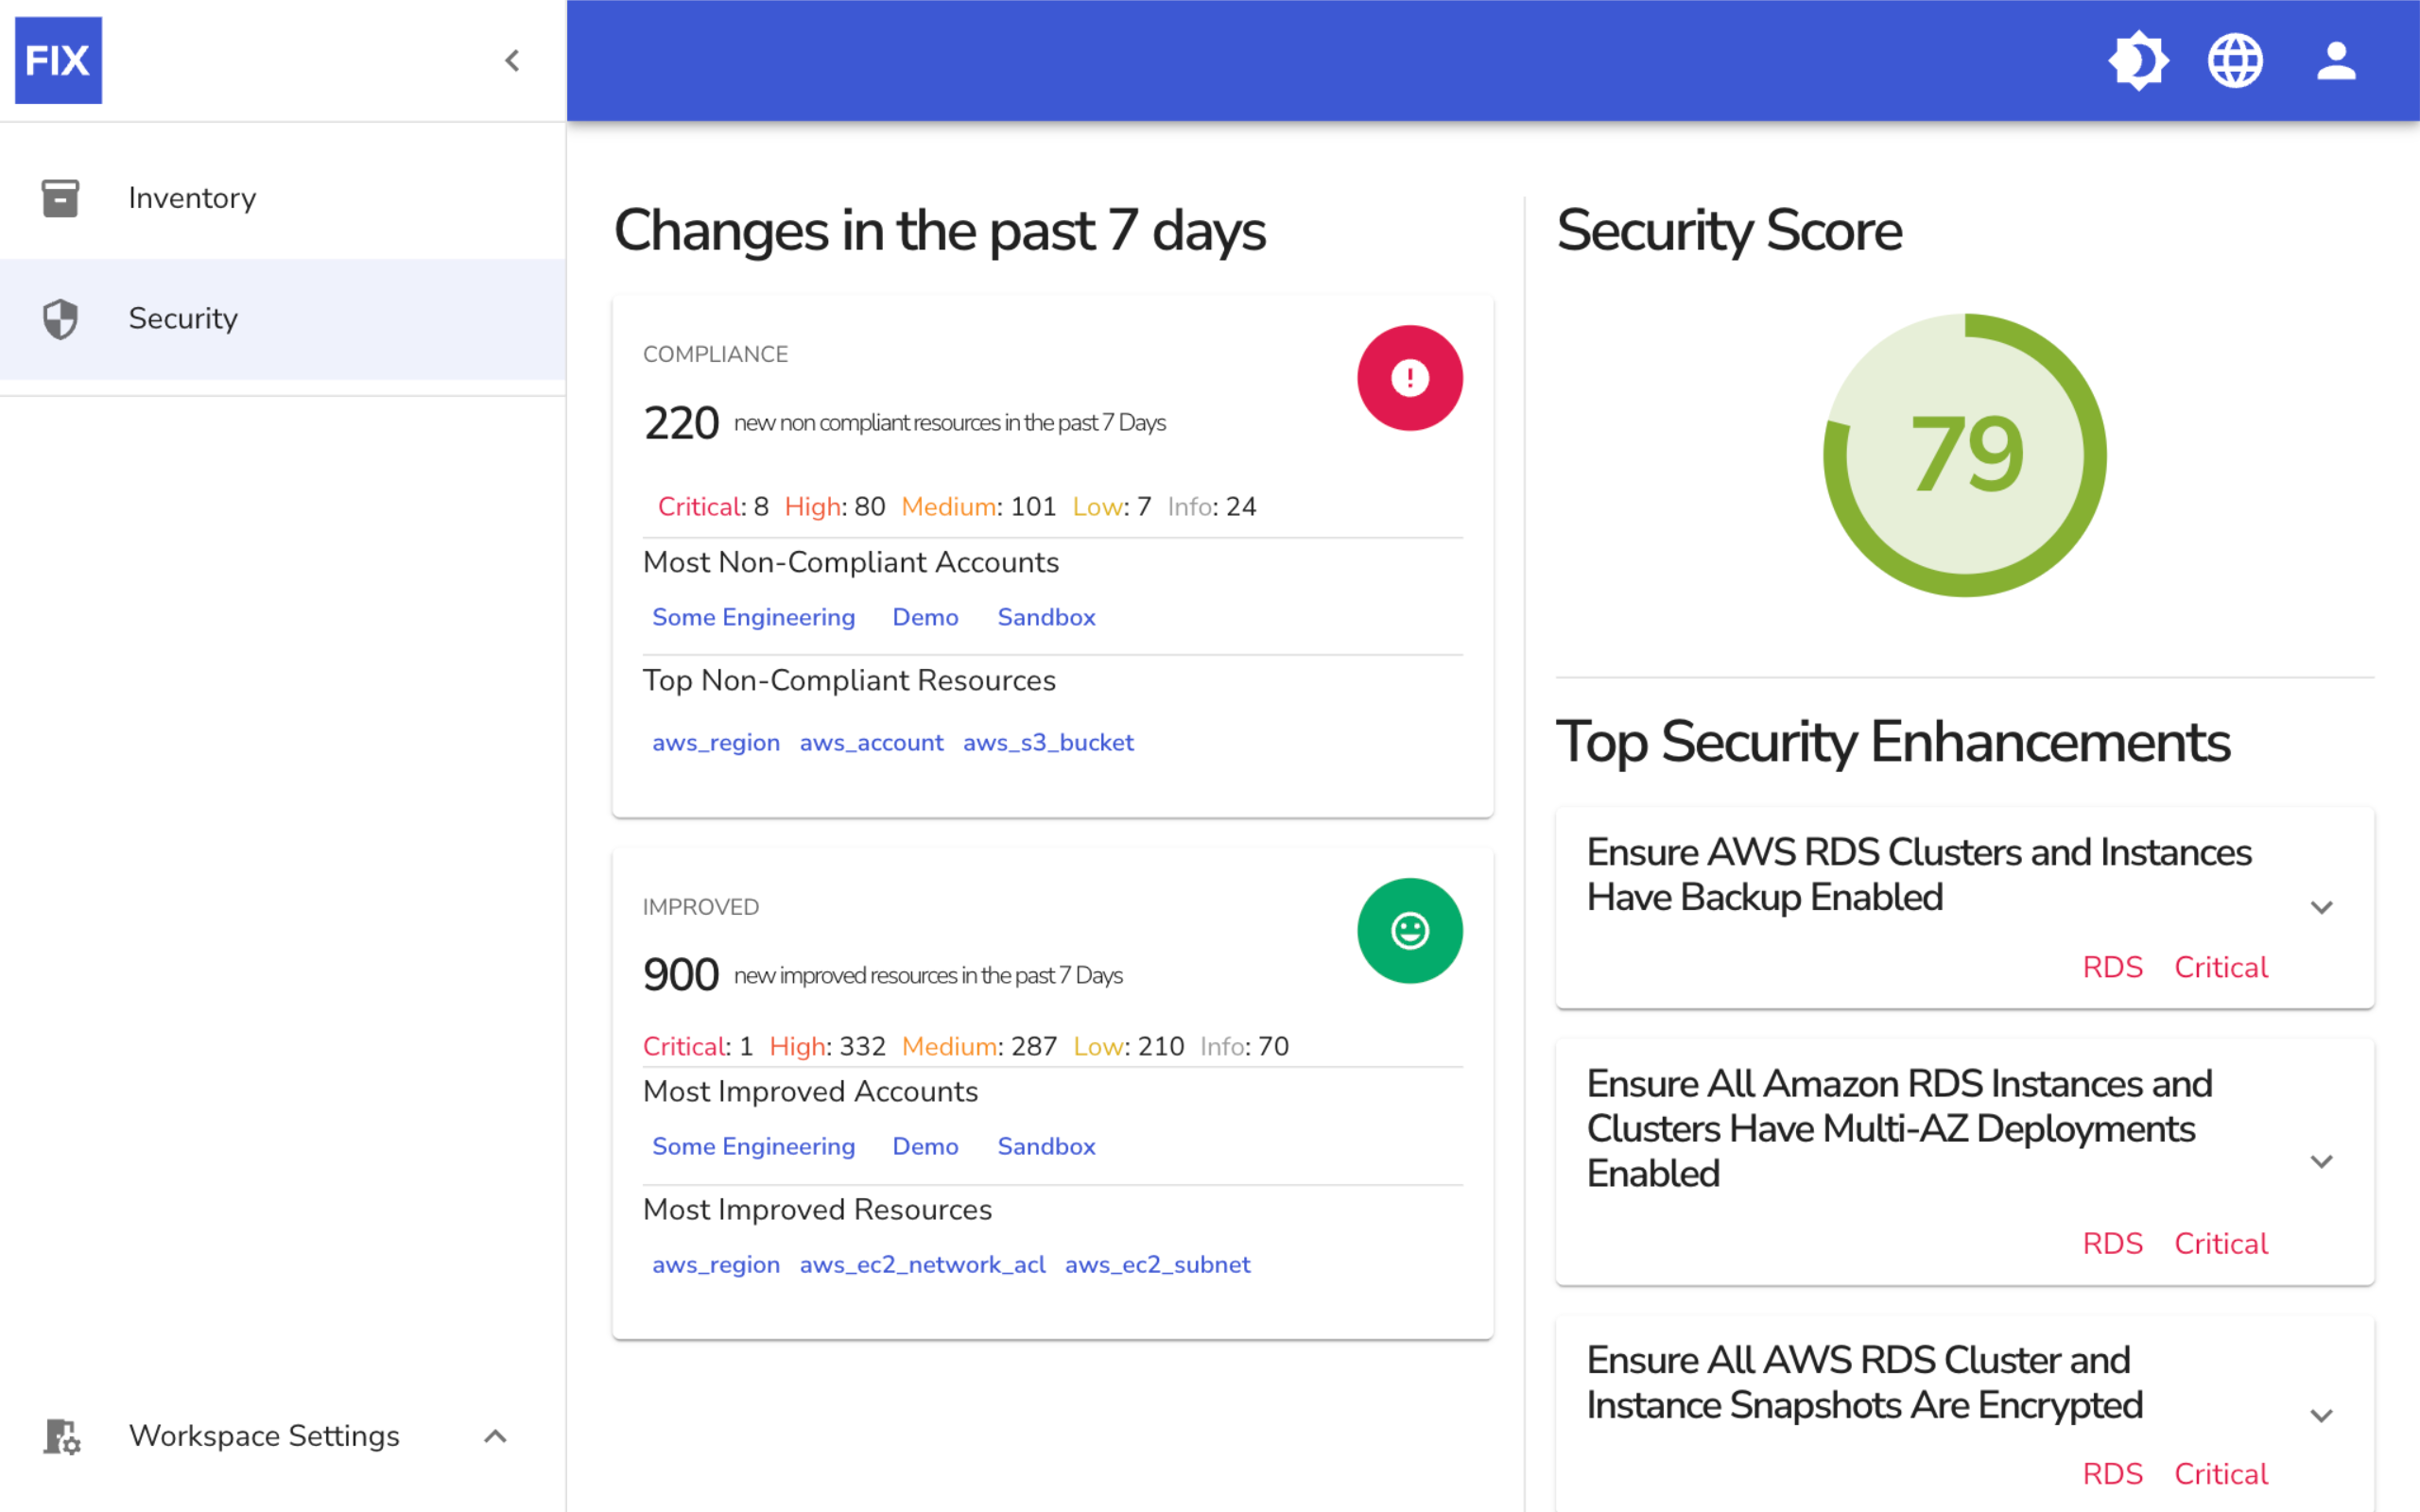 FIX
Inventory
Security
Workspace Settings
Changes in the past 7 days
COMPLIANCE
220 new non compliant resources in the past 7 Days
Critical: 8 High: 80 Medium: 101 Low: 7 Info: 24
Most Non-Compliant Accounts
Some Engineering Demo Sandbox
Top Non-Compliant Resources
aws_region aws_account aws_s3_bucket
IMPROVED
900 new improved resources in the past 7 Days
Critical: 1 High: 332 Medium: 287 Low: 210 Info: 70
Most Improved Accounts
Some Engineering Demo Sandbox
Most Improved Resources
aws_region aws_ec2_network_acl aws_ec2_subnet
Security Score
79
Top Security Enhancements
Ensure AWS RDS Clusters and Instances
Have Backup Enabled
RDS Critical
Ensure All Amazon RDS Instances and
Clusters Have Multi-AZ Deployments
Enabled
RDS Critical
Ensure All AWS RDS Cluster and
Instance Snapshots Are Encrypted
RDS Critical